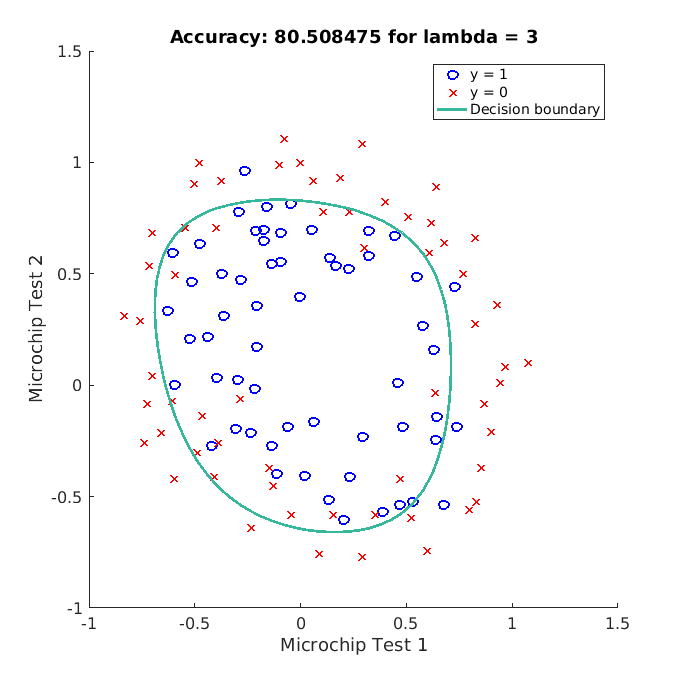 Accuracy: 80.508475 for lambda = 3
1.5
y = 1
y = 0
Decision boundary
1
0.5
0
-0.5
-1
Microchip Test 2
-1
-0.5
0
0.5
1
1.5
Microchip Test 1